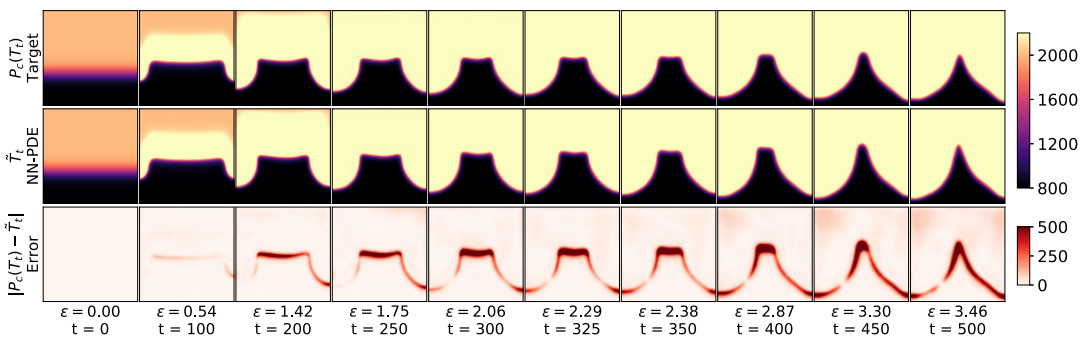 P_c(T_t)
Target
2000
1600
1200
800
T̃_t
NN-PDE
|P_c(T_t) − T̃_t|
Error
500
250
0
ε = 0.00 ε = 0.54 ε = 1.42 ε = 1.75 ε = 2.06 ε = 2.29 ε = 2.38 ε = 2.87 ε = 3.30 ε = 3.46
t = 0 t = 100 t = 200 t = 250 t = 300 t = 325 t = 350 t = 400 t = 450 t = 500